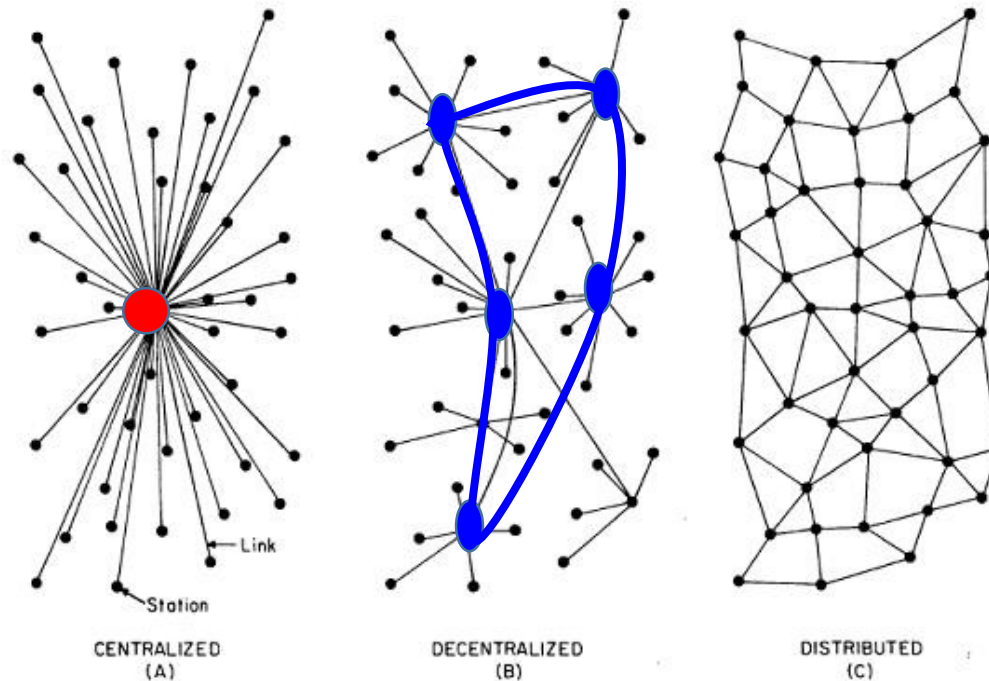 Link
Station
CENTRALIZED
(A)
DECENTRALIZED
(B)
DISTRIBUTED
(C)